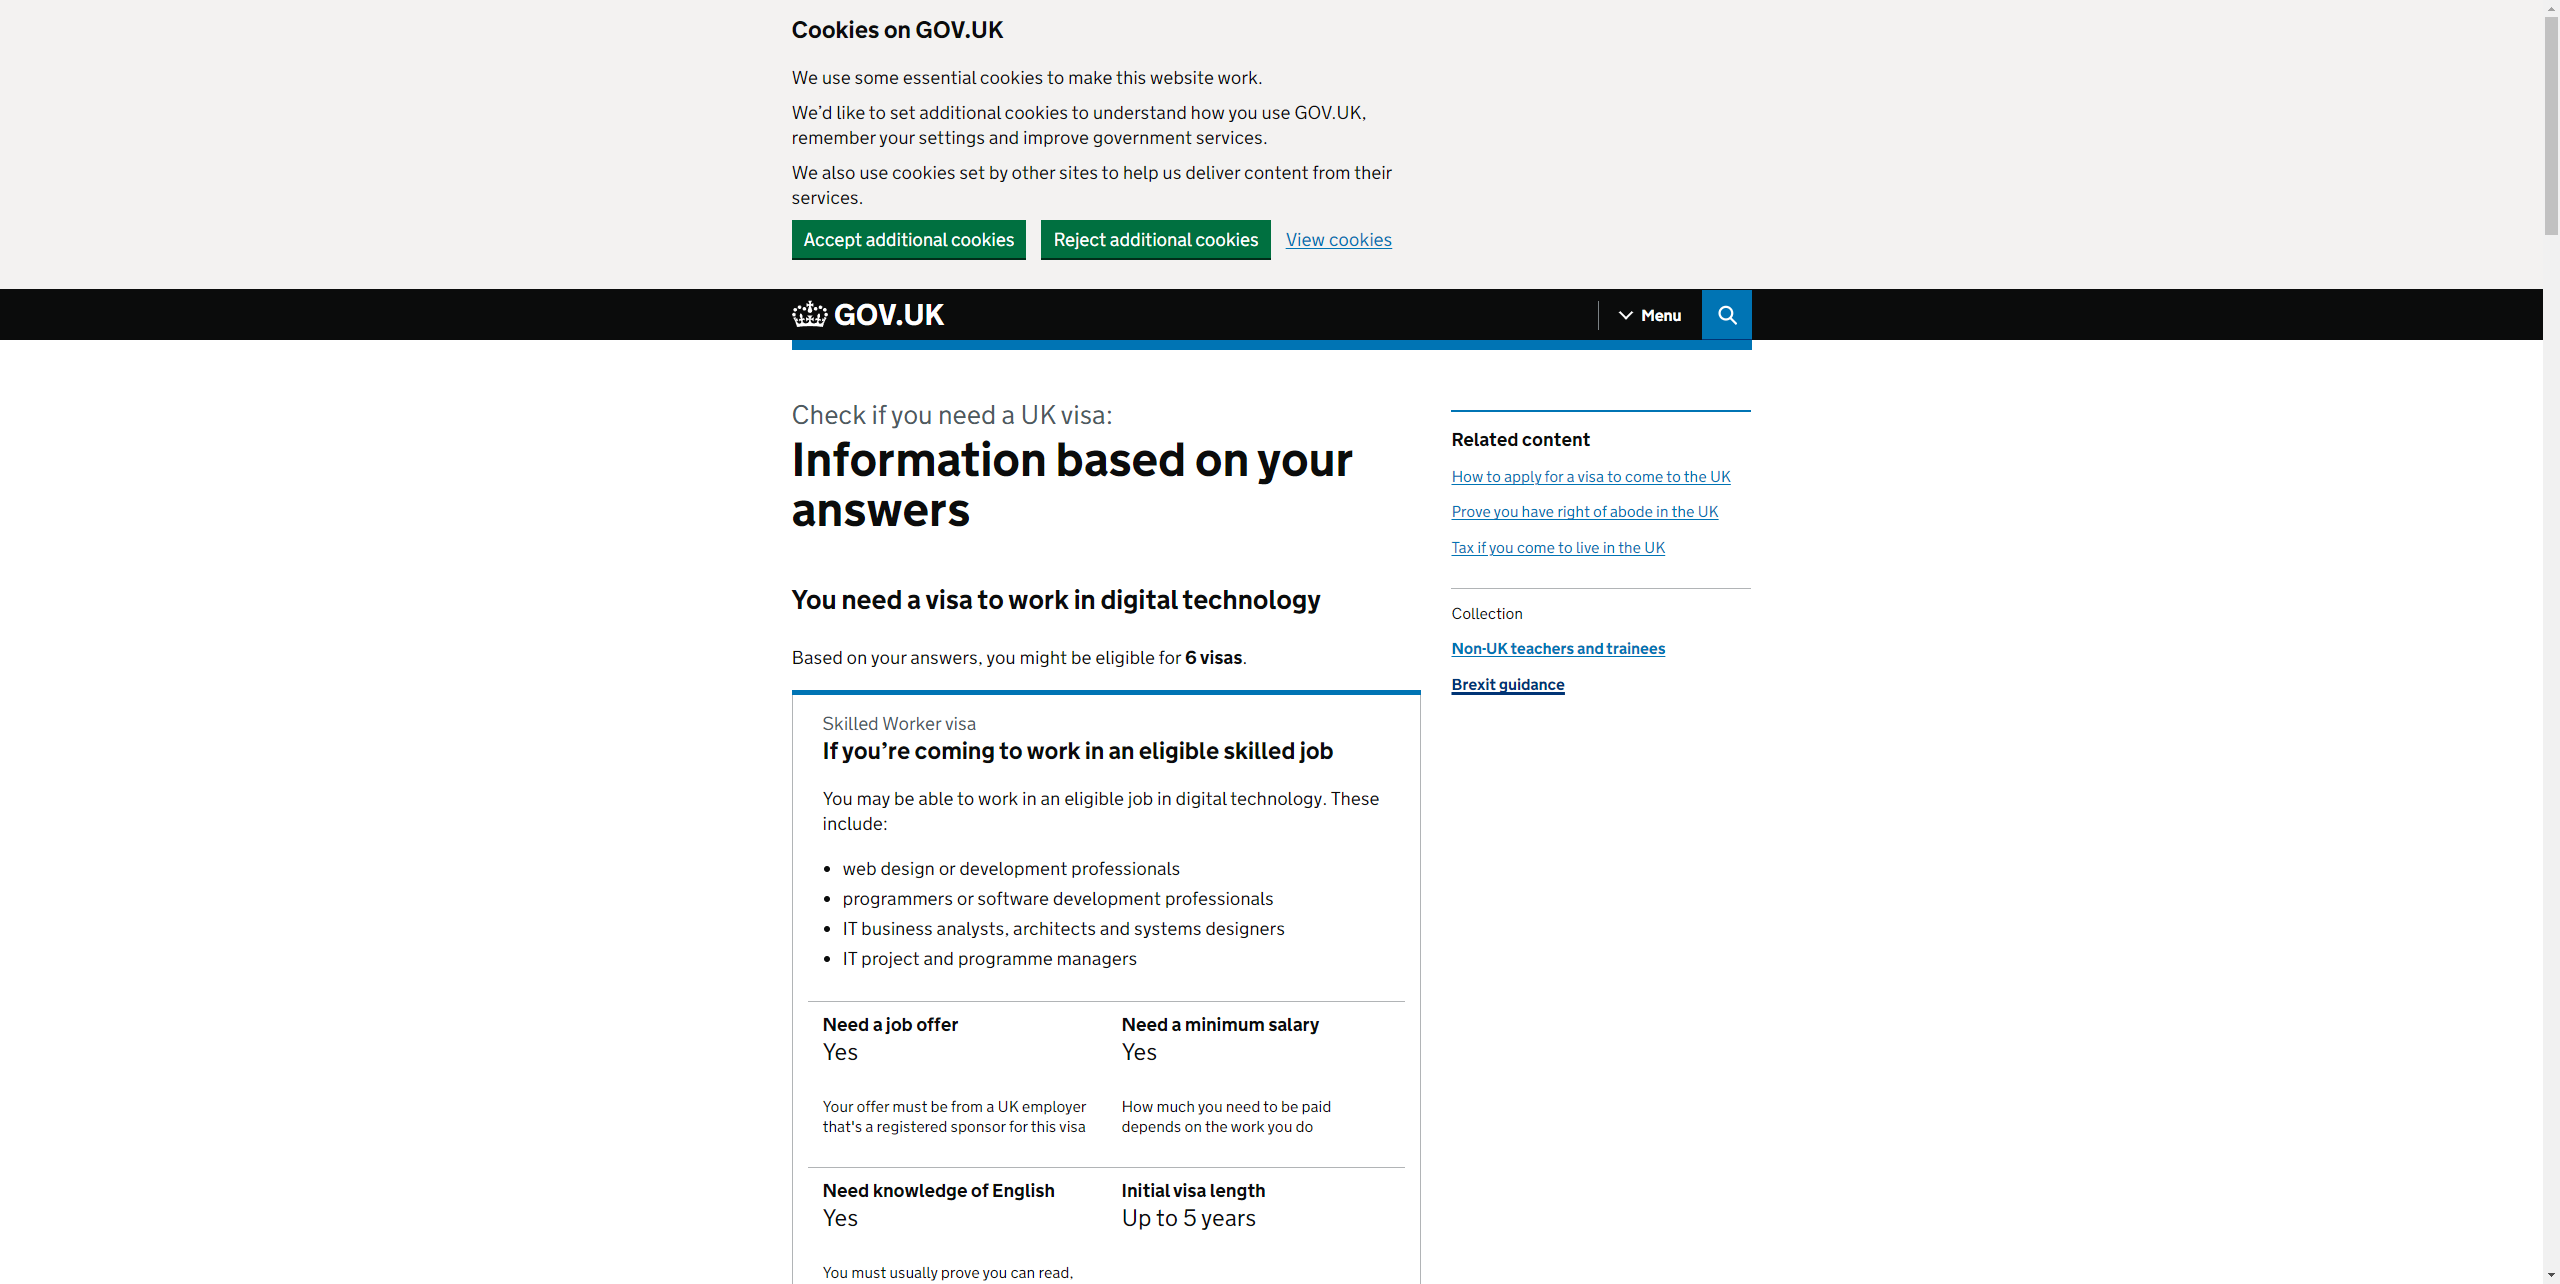 Cookies on GOV.UK
We use some essential cookies to make this website work.
We’d like to set additional cookies to understand how you use GOV.UK,
remember your settings and improve government services.
We also use cookies set by other sites to help us deliver content from their
services.
Accept additional cookies
Reject additional cookies
View cookies
GOV.UK
Menu
Check if you need a UK visa:
Information based on your
answers
You need a visa to work in digital technology
Based on your answers, you might be eligible for 6 visas.
Skilled Worker visa
If you’re coming to work in an eligible skilled job
You may be able to work in an eligible job in digital technology. These
include:
web design or development professionals
programmers or software development professionals
IT business analysts, architects and systems designers
IT project and programme managers
Need a job offer
Yes
Your offer must be from a UK employer
that's a registered sponsor for this visa
Need a minimum salary
Yes
How much you need to be paid
depends on the work you do
Need knowledge of English
Yes
You must usually prove you can read,
Initial visa length
Up to 5 years
Related content
How to apply for a visa to come to the UK
Prove you have right of abode in the UK
Tax if you come to live in the UK
Collection
Non-UK teachers and trainees
Brexit guidance